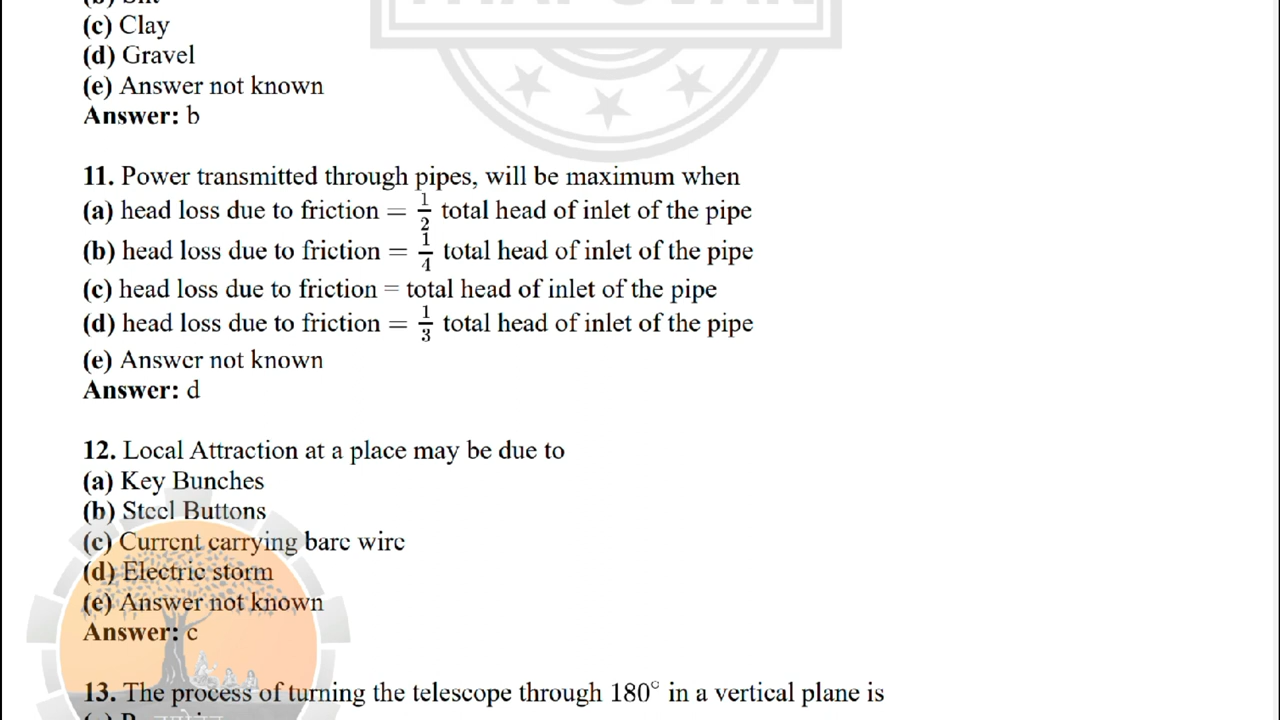 (c) Clay
(d) Gravel
(e) Answer not known
Answer: b
11. Power transmitted through pipes, will be maximum when
(a) head loss due to friction = 1/2 total head of inlet of the pipe
(b) head loss due to friction = 1/4 total head of inlet of the pipe
(c) head loss due to friction = total head of inlet of the pipe
(d) head loss due to friction = 1/3 total head of inlet of the pipe
(e) Answer not known
Answer: d
12. Local Attraction at a place may be due to
(a) Key Bunches
(b) Steel Buttons
(c) Current carrying bare wire
(d) Electric storm
(e) Answer not known
Answer: c
13. The process of turning the telescope through 180° in a vertical plane is